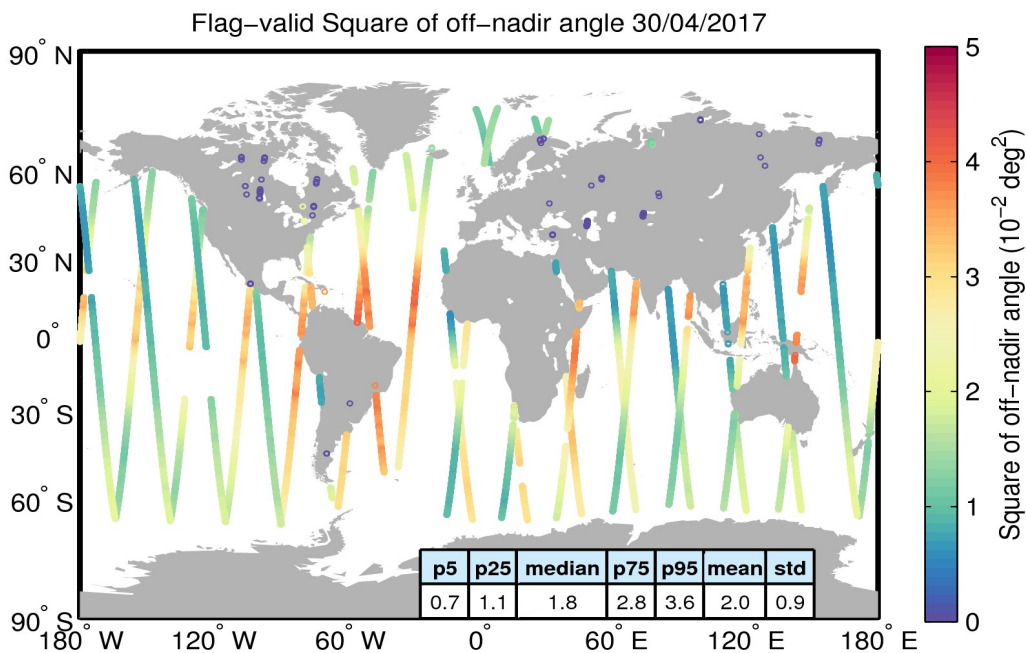 Flag−valid Square of off−nadir angle 30/04/2017
90° N
60° N
30° N
0°
30° S
60° S
90° S
180° W
120° W
60° W
0°
60° E
120° E
180° E
p5 p25 median p75 p95 mean std
0.7 1.1 1.8 2.8 3.6 2.0 0.9
5
4
3
2
1
0
Square of off−nadir angle (10⁻² deg²)